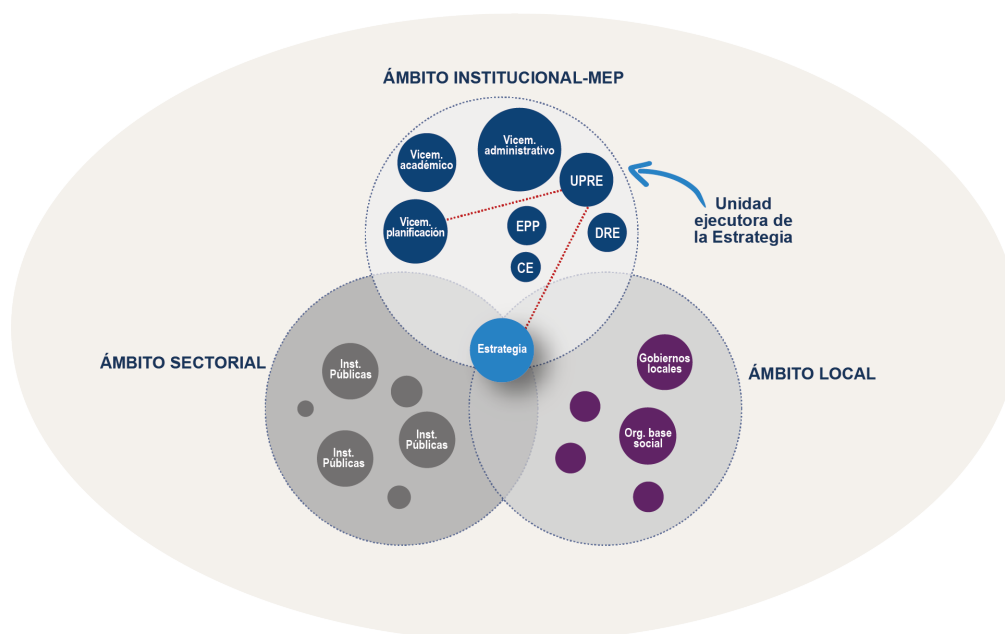 ÁMBITO INSTITUCIONAL-MEP
Vicem.
académico
Vicem.
administrativo
UPRE
Vicem.
planificación
EPP
DRE
CE
Unidad
ejecutora de
la Estrategia
Estrategia
ÁMBITO SECTORIAL
Inst.
Públicas
Inst.
Públicas
Inst.
Públicas
ÁMBITO LOCAL
Gobiernos
locales
Org. base
social